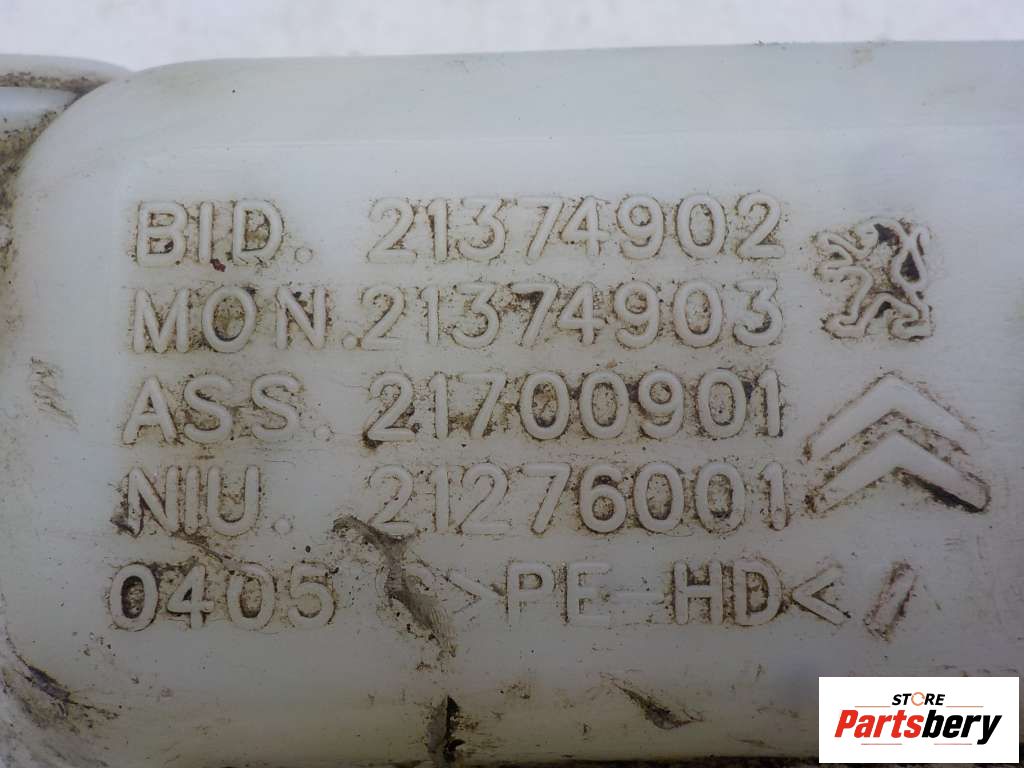 BID. 21374902
MON. 21374903
ASS. 21700901
NIU. 21276001
0405 >PE-HD<
STORE
Partsbery